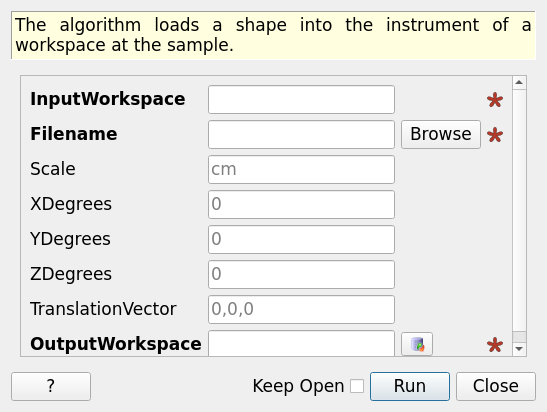 The algorithm loads a shape into the instrument of a
workspace at the sample.
InputWorkspace *
Filename Browse *
Scale cm
XDegrees 0
YDegrees 0
ZDegrees 0
TranslationVector 0,0,0
OutputWorkspace *
? Keep Open Run Close